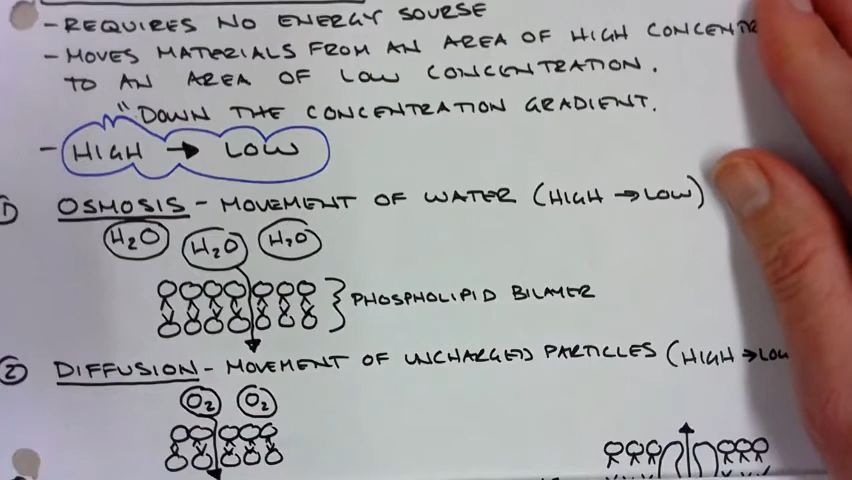 - REQUIRES NO ENERGY SOURSE
- MOVES MATERIALS FROM AN AREA OF HIGH CONCENTR
TO AN AREA OF LOW CONCENTRATION.
"DOWN THE CONCENTRATION GRADIENT.
- HIGH → LOW
① OSMOSIS - MOVEMENT OF WATER (HIGH → LOW)
H₂O H₂O H₂O
PHOSPHOLIPID BILAYER
② DIFFUSION - MOVEMENT OF UNCHARGED PARTICLES (HIGH → LOW
O₂ O₂